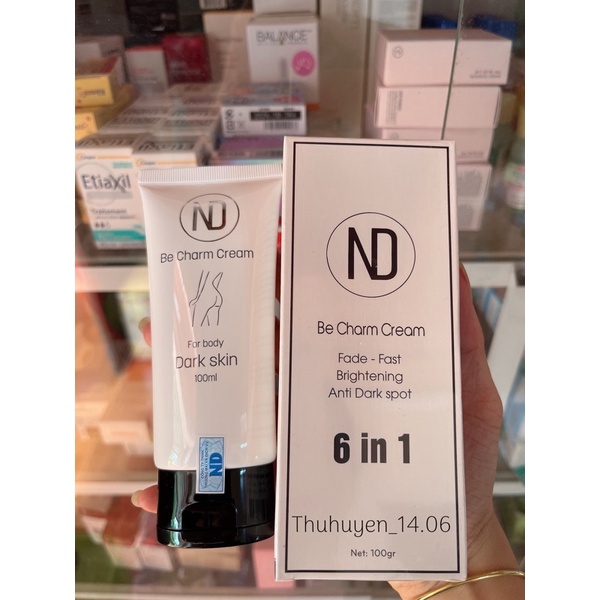 BALANCE
Etiaxil
ND
Be Charm Cream
For body
Dark skin
100ml
ND
ND
Be Charm Cream
Fade - Fast
Brightening
Anti Dark spot
6 in 1
Thuhuyen_14.06
Net: 100gr